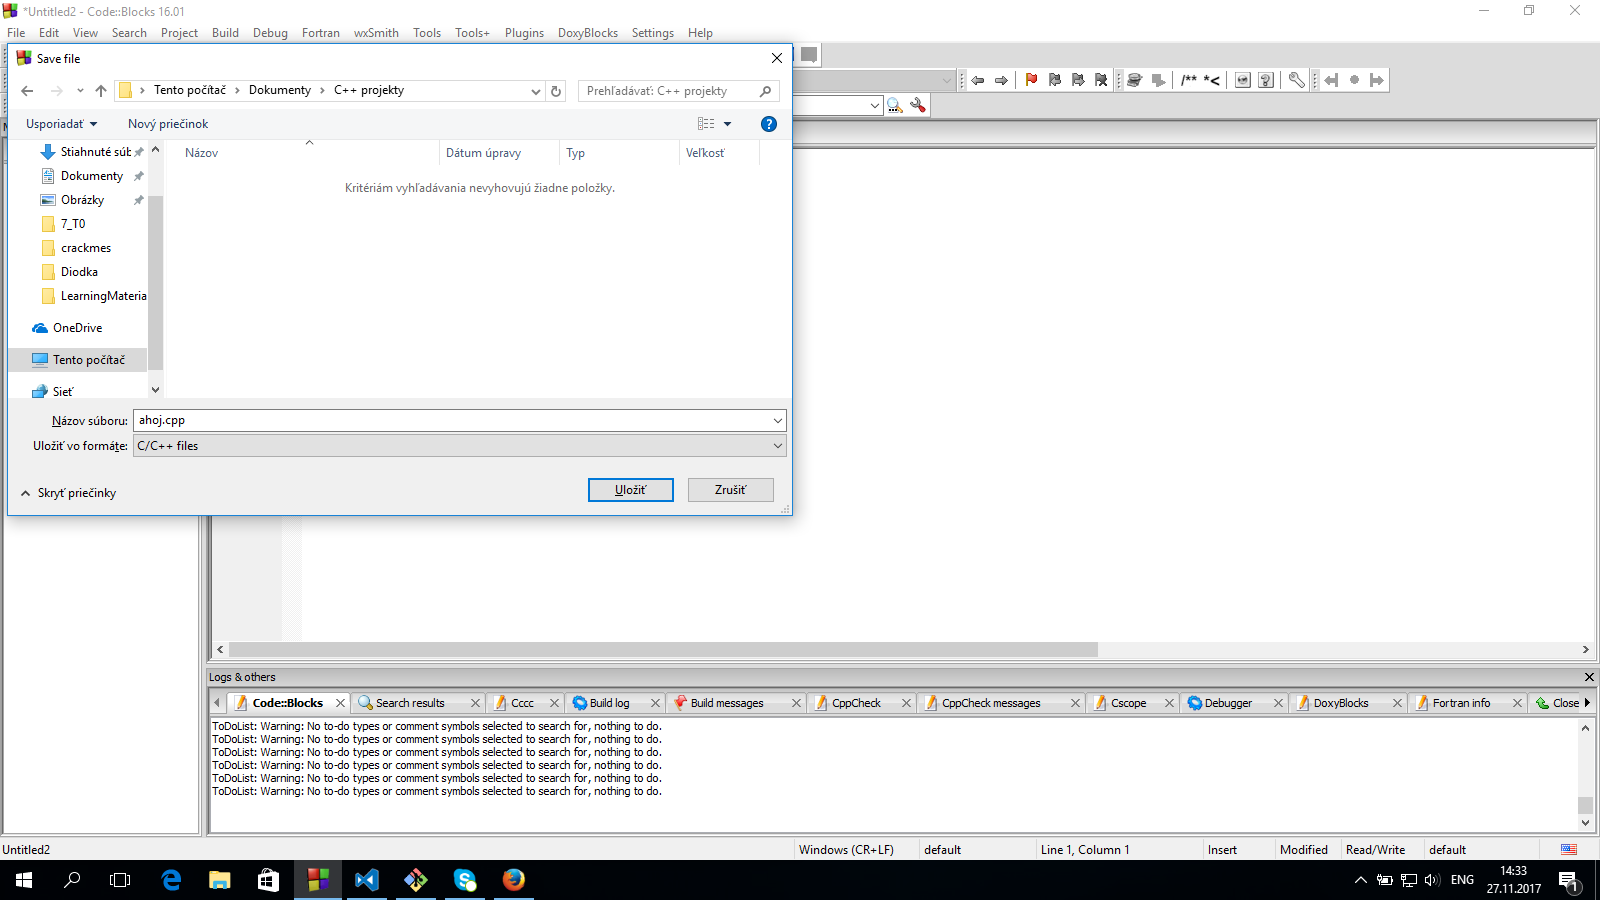 *Untitled2 - Code::Blocks 16.01
File Edit View Search Project Build Debug Fortran wxSmith Tools Tools+ Plugins DoxyBlocks Settings Help
Save file
Tento počítač Dokumenty C++ projekty
Prehľadávať: C++ projekty
Usporiadať Nový priečinok
/** *<
Stiahnuté súb
Dokumenty
Obrázky
7_T0
crackmes
Diodka
LearningMateria
OneDrive
Tento počítač
Sieť
Názov Dátum úpravy Typ Veľkosť
Kritériám vyhľadávania nevyhovujú žiadne položky.
Názov súboru: ahoj.cpp
Uložiť vo formáte: C/C++ files
Skryť priečinky
Uložiť Zrušiť
Logs & others
Code::Blocks Search results Cccc Build log Build messages CppCheck CppCheck messages Cscope Debugger DoxyBlocks Fortran info Close
ToDoList: Warning: No to-do types or comment symbols selected to search for, nothing to do.
ToDoList: Warning: No to-do types or comment symbols selected to search for, nothing to do.
ToDoList: Warning: No to-do types or comment symbols selected to search for, nothing to do.
ToDoList: Warning: No to-do types or comment symbols selected to search for, nothing to do.
ToDoList: Warning: No to-do types or comment symbols selected to search for, nothing to do.
ToDoList: Warning: No to-do types or comment symbols selected to search for, nothing to do.
Untitled2 Windows (CR+LF) default Line 1, Column 1 Insert Modified Read/Write default
ENG
14:33
27.11.2017
1